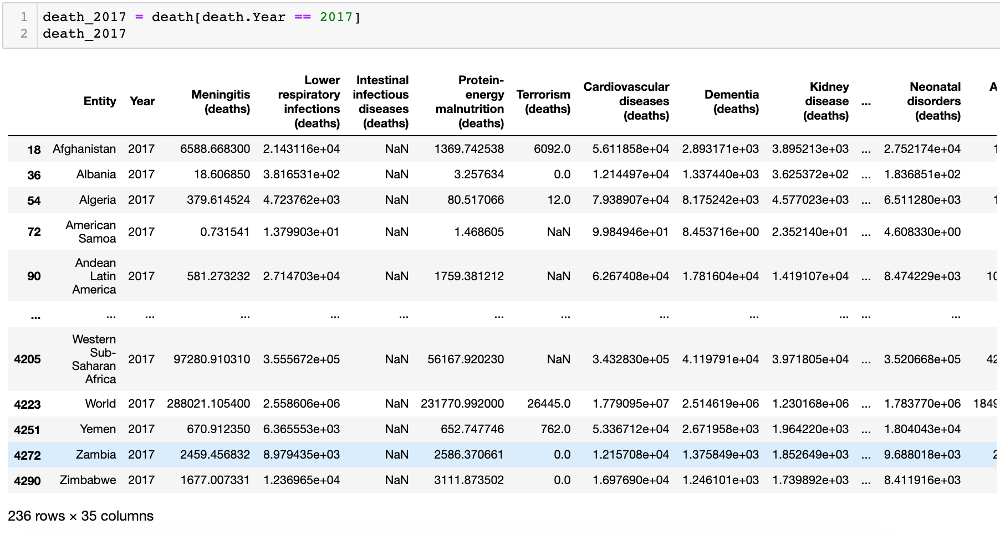 1 death_2017 = death[death.Year == 2017]
2 death_2017
Entity Year Meningitis (deaths) Lower respiratory infections (deaths) Intestinal infectious diseases (deaths) Protein-energy malnutrition (deaths) Terrorism (deaths) Cardiovascular diseases (deaths) Dementia (deaths) Kidney disease (deaths) ... Neonatal disorders (deaths) A
18 Afghanistan 2017 6588.668300 2.143116e+04 NaN 1369.742538 6092.0 5.611858e+04 2.893171e+03 3.895213e+03 ... 2.752174e+04 1
36 Albania 2017 18.606850 3.816531e+02 NaN 3.257634 0.0 1.214497e+04 1.337440e+03 3.625372e+02 ... 1.836851e+02
54 Algeria 2017 379.614524 4.723762e+03 NaN 80.517066 12.0 7.938907e+04 8.175242e+03 4.577023e+03 ... 6.511280e+03 1
72 American Samoa 2017 0.731541 1.379903e+01 NaN 1.468605 NaN 9.984946e+01 8.453716e+00 2.352140e+01 ... 4.608330e+00
90 Andean Latin America 2017 581.273232 2.714703e+04 NaN 1759.381212 NaN 6.267408e+04 1.781604e+04 1.419107e+04 ... 8.474229e+03 10
... ... ... ... ... ... ... ... ... ... ... ... ...
4205 Western Sub-Saharan Africa 2017 97280.910310 3.555672e+05 NaN 56167.920230 NaN 3.432830e+05 4.119791e+04 3.971805e+04 ... 3.520668e+05 42
4223 World 2017 288021.105400 2.558606e+06 NaN 231770.992000 26445.0 1.779095e+07 2.514619e+06 1.230168e+06 ... 1.783770e+06 1849
4251 Yemen 2017 670.912350 6.365553e+03 NaN 652.747746 762.0 5.336712e+04 2.671958e+03 1.964220e+03 ... 1.804043e+04
4272 Zambia 2017 2459.456832 8.979435e+03 NaN 2586.370661 0.0 1.215708e+04 1.375849e+03 1.852649e+03 ... 9.688018e+03 2
4290 Zimbabwe 2017 1677.007331 1.236965e+04 NaN 3111.873502 0.0 1.697690e+04 1.246101e+03 1.739892e+03 ... 8.411916e+03
236 rows × 35 columns